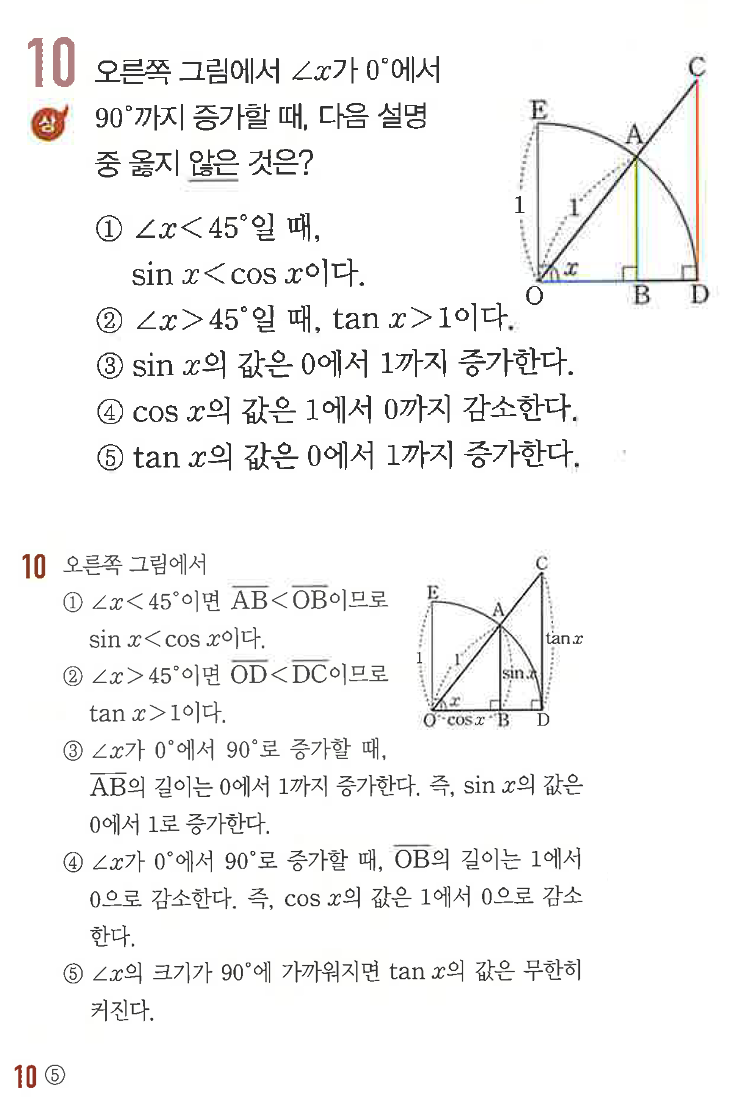 10 오른쪽 그림에서 ∠x가 0°에서
상 90°까지 증가할 때, 다음 설명
중 옳지 않은 것은?
① ∠x<45°일 때,
sin x<cos x이다.
② ∠x>45°일 때, tan x>1이다.
③ sin x의 값은 0에서 1까지 증가한다.
④ cos x의 값은 1에서 0까지 감소한다.
⑤ tan x의 값은 0에서 1까지 증가한다.
C
E
A
1
1
x
O
B
D
10 오른쪽 그림에서
① ∠x<45°이면 A̅B̅<O̅B̅이므로
sin x<cos x이다.
② ∠x>45°이면 O̅D̅<D̅C̅이므로
tan x>1이다.
③ ∠x가 0°에서 90°로 증가할 때,
A̅B̅의 길이는 0에서 1까지 증가한다. 즉, sin x의 값은
0에서 1로 증가한다.
④ ∠x가 0°에서 90°로 증가할 때, O̅B̅의 길이는 1에서
0으로 감소한다. 즉, cos x의 값은 1에서 0으로 감소
한다.
⑤ ∠x의 크기가 90°에 가까워지면 tan x의 값은 무한히
커진다.
C
E
A
tan x
1
1
sin x
x
O
cos x
B
D
10 ⑤